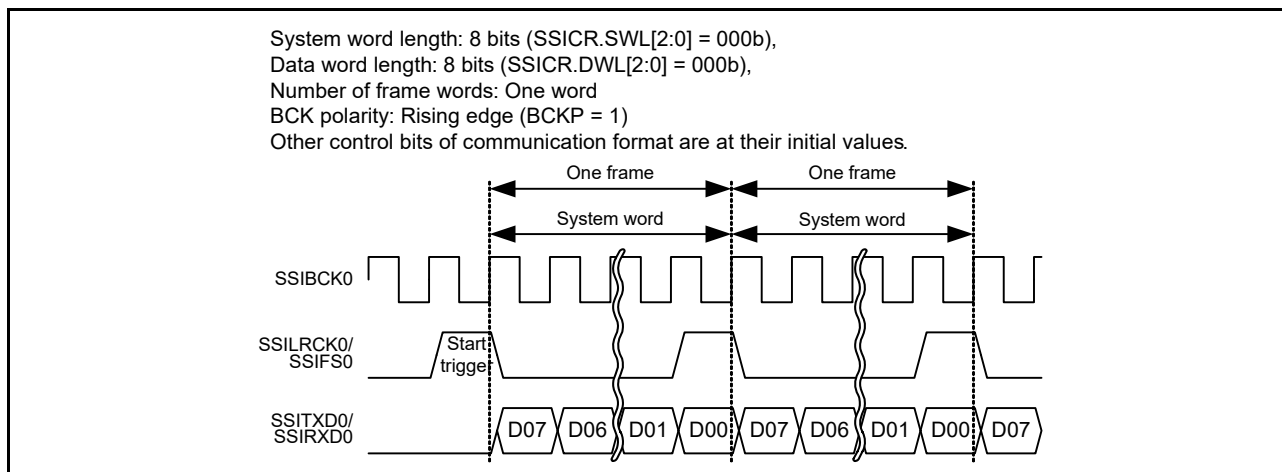 System word length: 8 bits (SSICR.SWL[2:0] = 000b),
Data word length: 8 bits (SSICR.DWL[2:0] = 000b),
Number of frame words: One word
BCK polarity: Rising edge (BCKP = 1)
Other control bits of communication format are at their initial values.
One frame One frame
System word System word
SSIBCK0
SSILRCK0/
SSIFS0
Start
trigger
SSITXD0/
SSIRXD0
D07 D06 D01 D00 D07 D06 D01 D00 D07